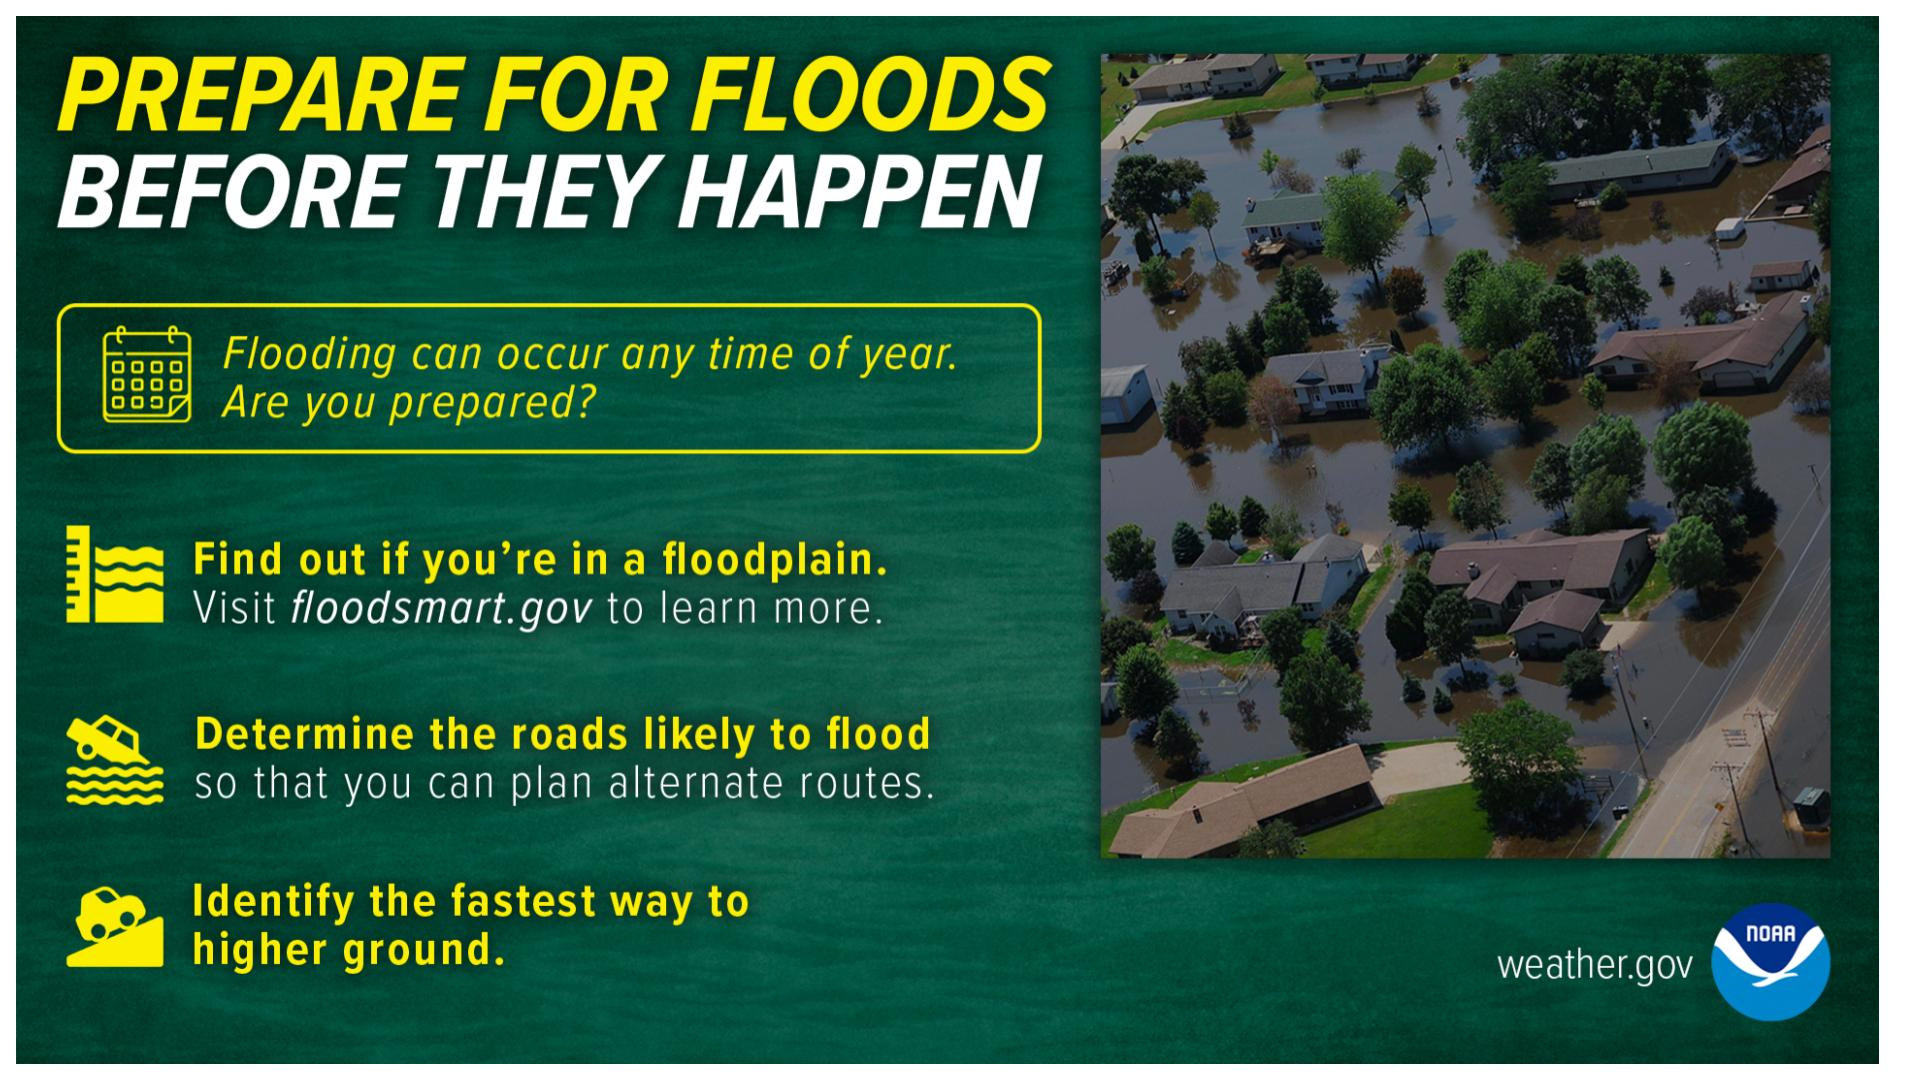 PREPARE FOR FLOODS
BEFORE THEY HAPPEN
Flooding can occur any time of year.
Are you prepared?
Find out if you’re in a floodplain.
Visit floodsmart.gov to learn more.
Determine the roads likely to flood
so that you can plan alternate routes.
Identify the fastest way to
higher ground.
weather.gov
NOAA